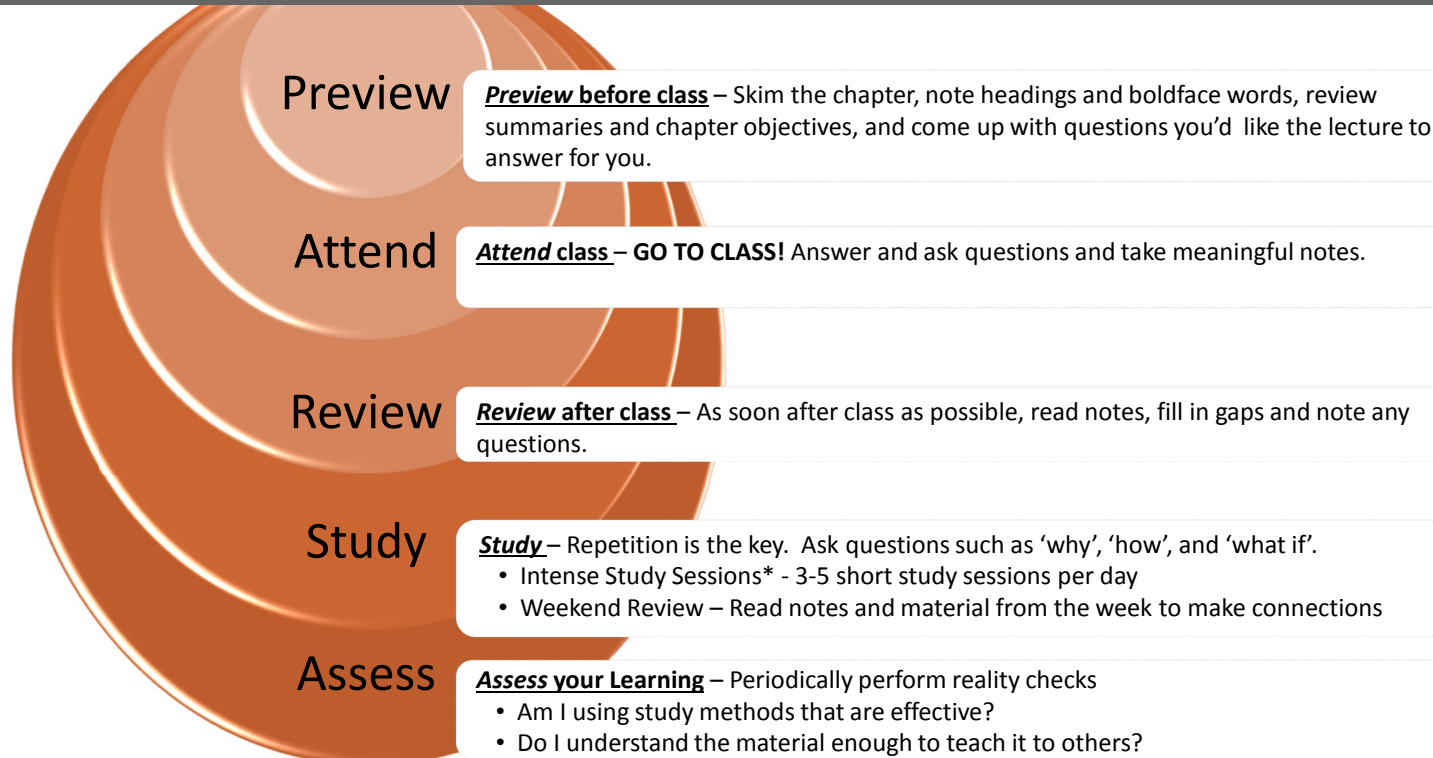 Preview
Preview before class – Skim the chapter, note headings and boldface words, review
summaries and chapter objectives, and come up with questions you’d like the lecture to
answer for you.
Attend
Attend class – GO TO CLASS! Answer and ask questions and take meaningful notes.
Review
Review after class – As soon after class as possible, read notes, fill in gaps and note any
questions.
Study
Study – Repetition is the key. Ask questions such as ‘why’, ‘how’, and ‘what if’.
• Intense Study Sessions* - 3-5 short study sessions per day
• Weekend Review – Read notes and material from the week to make connections
Assess
Assess your Learning – Periodically perform reality checks
• Am I using study methods that are effective?
• Do I understand the material enough to teach it to others?